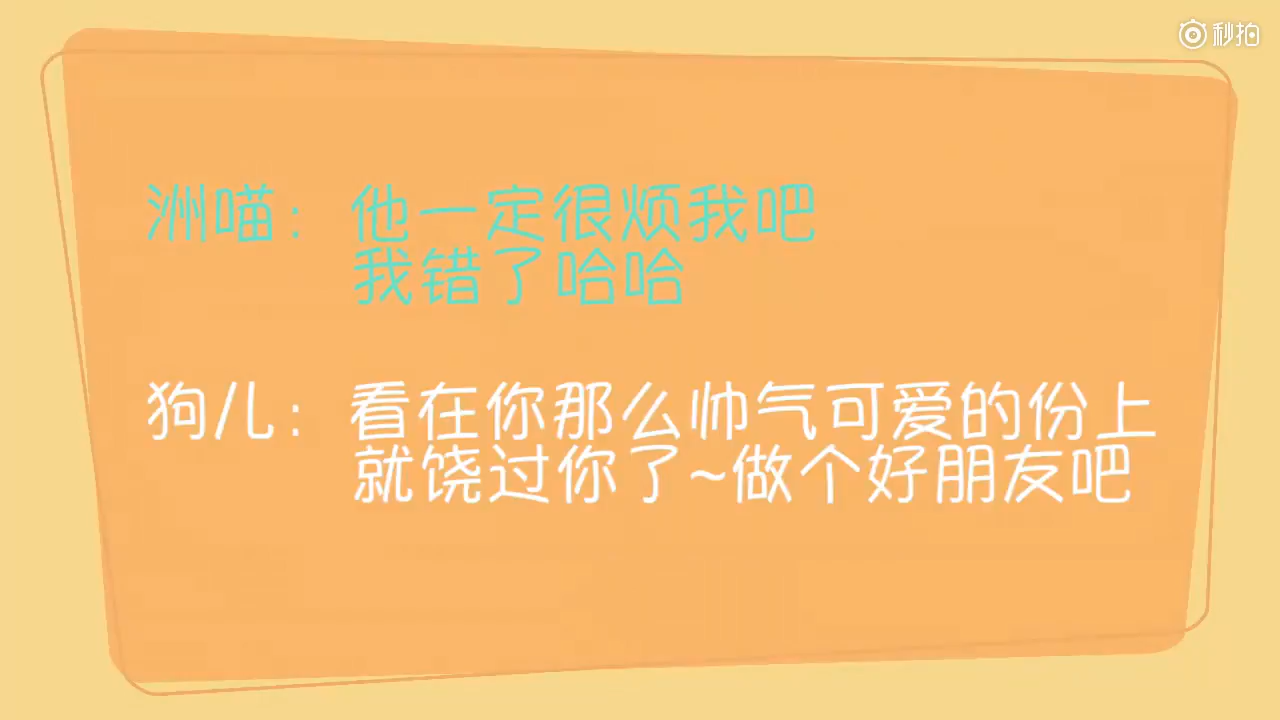 秒拍
洲喵：他一定很烦我吧
我错了哈哈
狗儿：看在你那么帅气可爱的份上
就饶过你了~做个好朋友吧